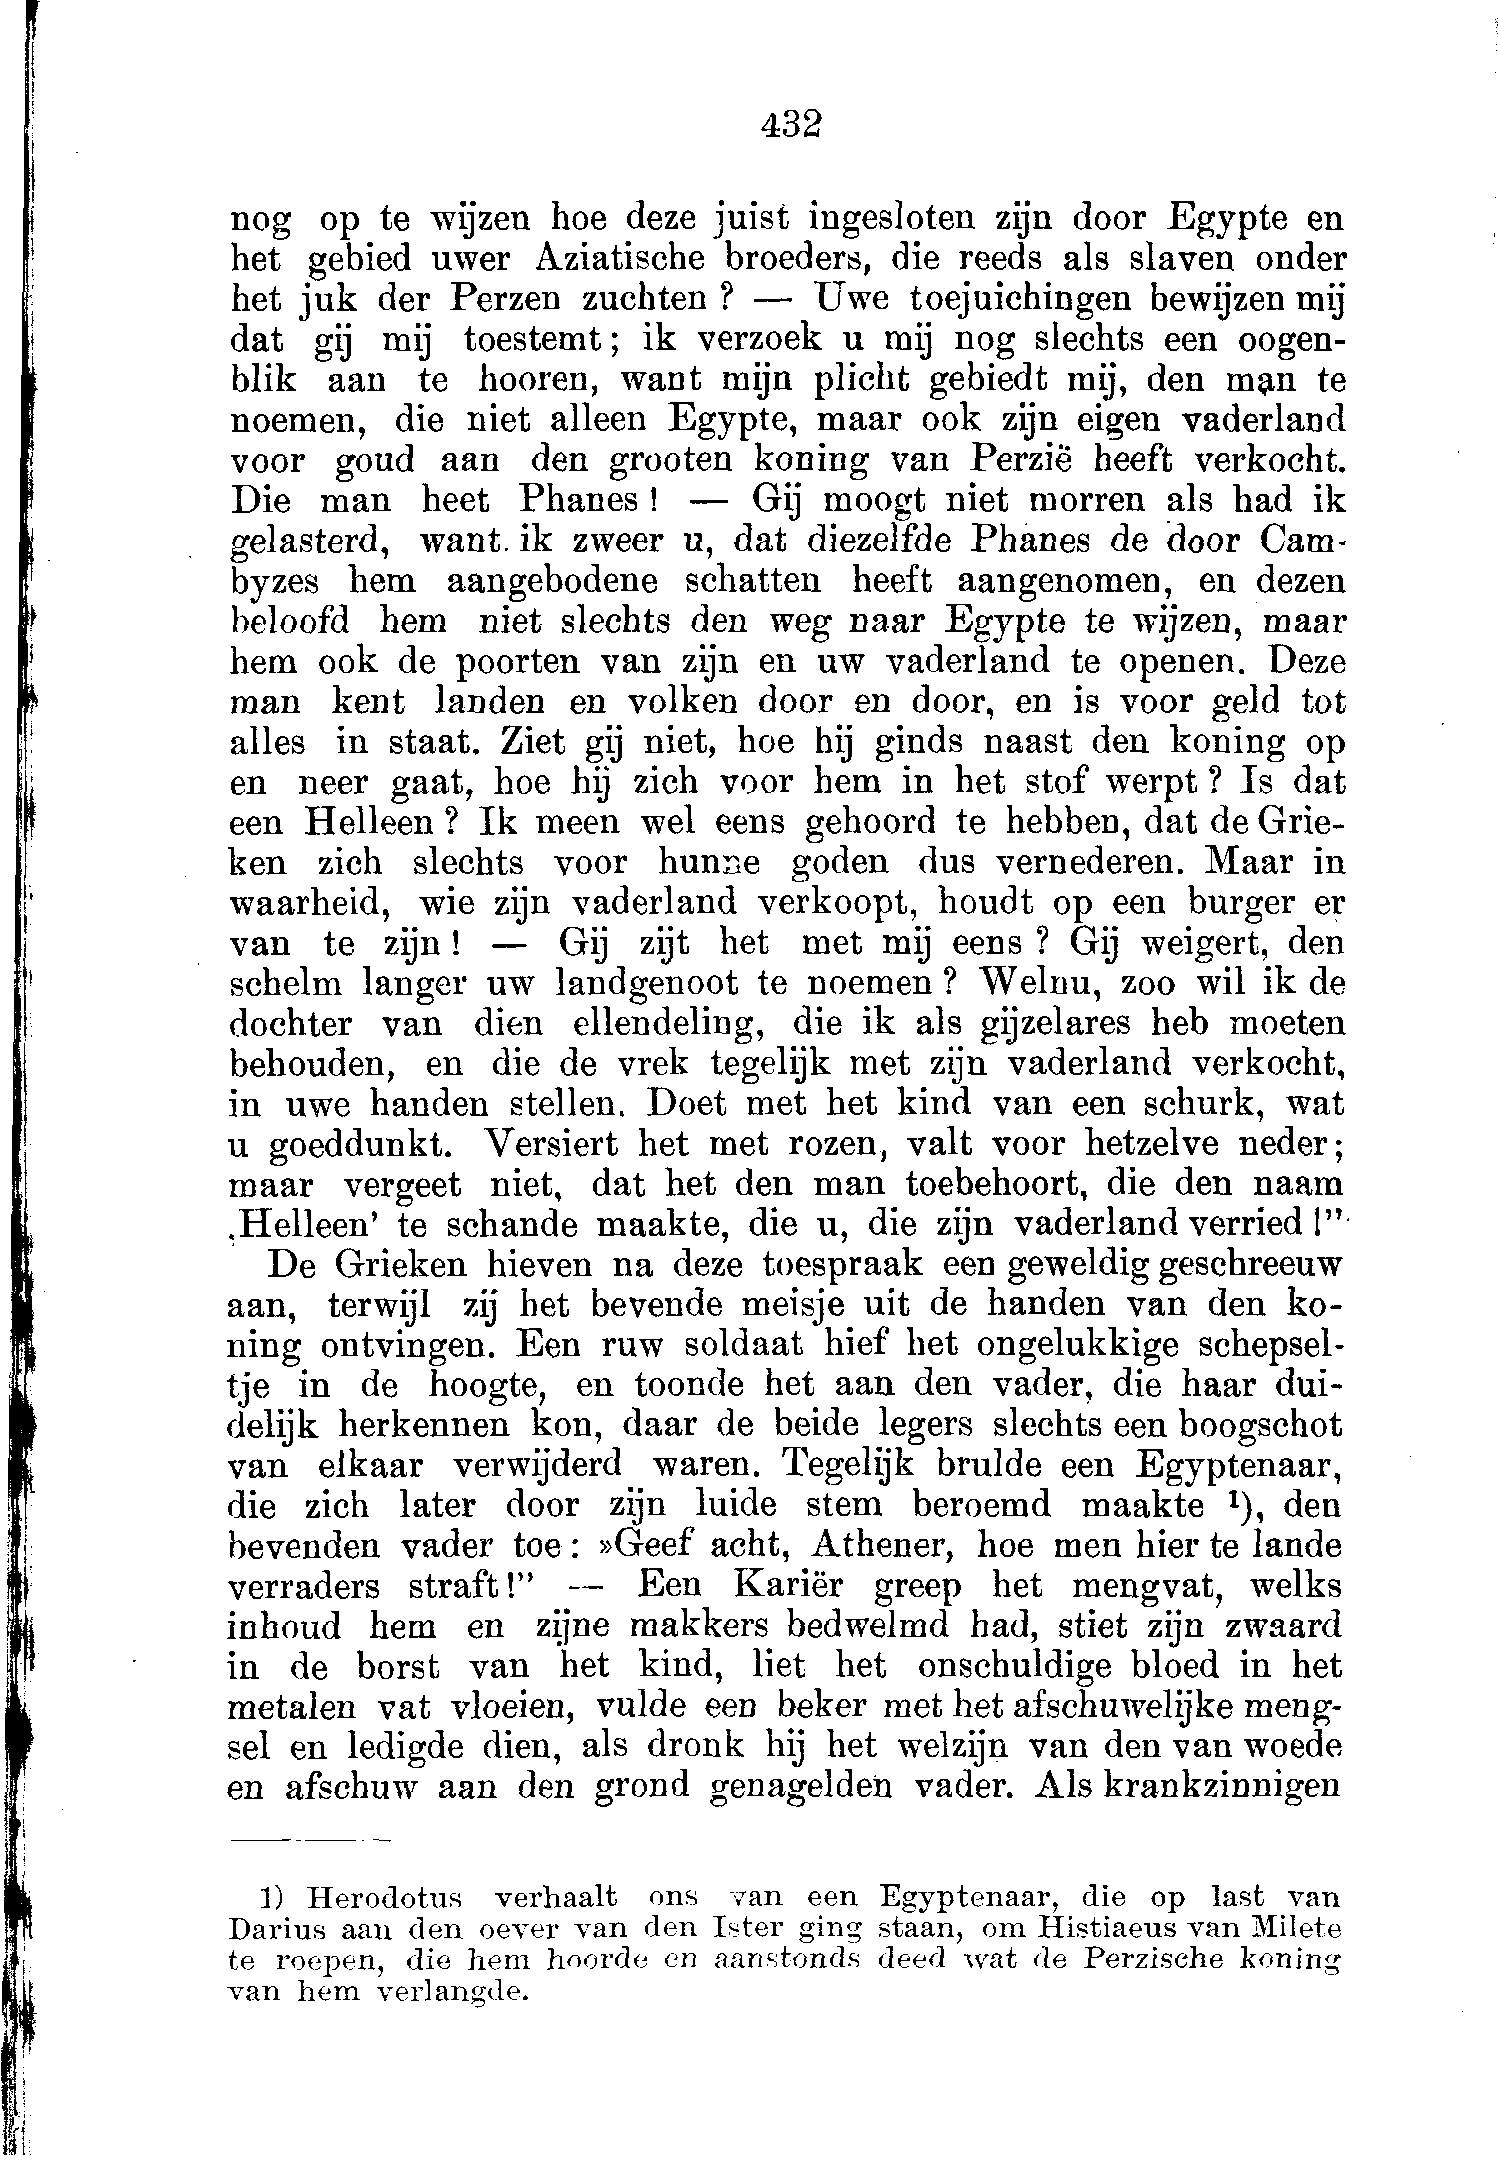 432
nog op te wijzen hoe deze juist ingesloten zijn door Egypte en
het gebied uwer Aziatische broeders, die reeds als slaven onder
het juk der Perzen zuchten ? — Uwe toejuichingen bewijzen mij
dat gij mij toestemt ; ik verzoek u mij nog slechts een oogen-
blik aan te hooren, want mijn plicht gebiedt mij, den man te
noemen, die niet alleen Egypte, maar ook zijn eigen vaderland
voor goud aan den grooten koning van Perzië heeft verkocht.
Die man heet Phanes ! — Gij moogt niet morren als had ik
gelasterd, want. ik zweer u, dat diezelfde Phanes de door Cam-
byzes hem aangebodene schatten heeft aangenomen, en dezen
beloofd hem niet slechts den weg naar Egypte te wijzen, maar
hem ook de poorten van zijn en uw vaderland te openen. Deze
man kent landen en volken door en door, en is voor geld tot
alles in staat. Ziet gij niet, hoe hij ginds naast den koning op
en neer gaat, hoe hij zich voor hem in het stof werpt ? Is dat
een Helleen ? Ik meen wel eens gehoord te hebben, dat de Grie-
ken zich slechts voor hunne goden dus vernederen. Maar in
waarheid, wie zijn vaderland verkoopt, houdt op een burger er
van te zijn ! — Gij zijt het met mij eens ? Gij weigert, den
schelm langer uw landgenoot te noemen ? Welnu, zoo wil ik de
dochter van dien ellendeling, die ik als gijzelares heb moeten
behouden, en die de vrek tegelijk met zijn vaderland verkocht,
in uwe handen stellen. Doet met het kind van een schurk, wat
u goeddunkt. Versiert het met rozen, valt voor hetzelve neder ;
maar vergeet niet, dat het den man toebehoort, die den naam
‚Helleen’ te schande maakte, die u, die zijn vaderland verried !”
De Grieken hieven na deze toespraak een geweldig geschreeuw
aan, terwijl zij het bevende meisje uit de handen van den ko-
ning ontvingen. Een ruw soldaat hief het ongelukkige schepsel-
tje in de hoogte, en toonde het aan den vader, die haar dui-
delijk herkennen kon, daar de beide legers slechts een boogschot
van elkaar verwijderd waren. Tegelijk brulde een Egyptenaar,
die zich later door zijn luide stem beroemd maakte ¹), den
bevenden vader toe : »Geef acht, Athener, hoe men hier te lande
verraders straft !” — Een Kariër greep het mengvat, welks
inhoud hem en zijne makkers bedwelmd had, stiet zijn zwaard
in de borst van het kind, liet het onschuldige bloed in het
metalen vat vloeien, vulde een beker met het afschuwelijke meng-
sel en ledigde dien, als dronk hij het welzijn van den van woede
en afschuw aan den grond genagelden vader. Als krankzinnigen
1) Herodotus verhaalt ons van een Egyptenaar, die op last van
Darius aan den oever van den Ister ging staan, om Histiaeus van Milete
te roepen, die hem hoorde en aanstonds deed wat de Perzische koning
van hem verlangde.